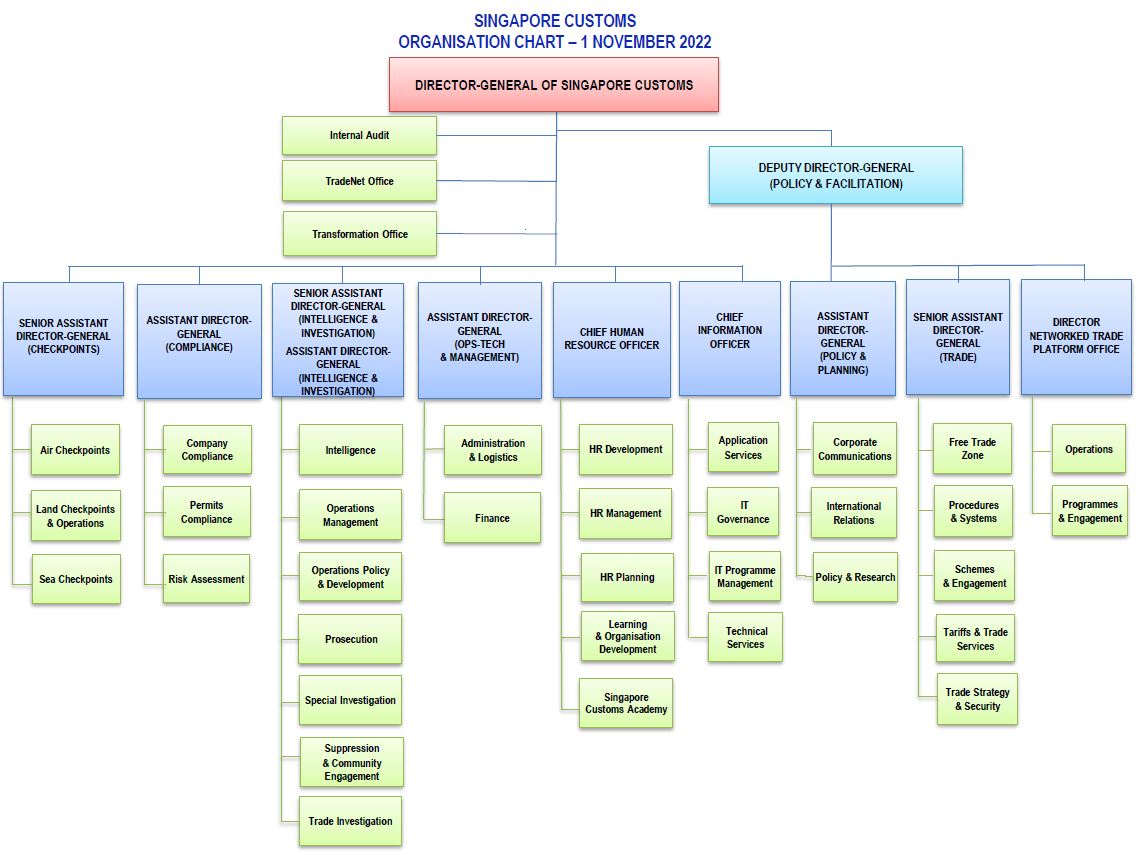 SINGAPORE CUSTOMS
ORGANISATION CHART – 1 NOVEMBER 2022
DIRECTOR-GENERAL OF SINGAPORE CUSTOMS
Internal Audit
TradeNet Office
Transformation Office
DEPUTY DIRECTOR-GENERAL
(POLICY & FACILITATION)
SENIOR ASSISTANT
DIRECTOR-GENERAL
(CHECKPOINTS)
Air Checkpoints
Land Checkpoints
& Operations
Sea Checkpoints
ASSISTANT DIRECTOR-
GENERAL
(COMPLIANCE)
Company
Compliance
Permits
Compliance
Risk Assessment
SENIOR ASSISTANT
DIRECTOR-GENERAL
(INTELLIGENCE &
INVESTIGATION)
ASSISTANT DIRECTOR-
GENERAL
(INTELLIGENCE &
INVESTIGATION)
Intelligence
Operations
Management
Operations Policy
& Development
Prosecution
Special Investigation
Suppression
& Community
Engagement
Trade Investigation
ASSISTANT DIRECTOR-
GENERAL
(OPS-TECH
& MANAGEMENT)
Administration
& Logistics
Finance
CHIEF HUMAN
RESOURCE OFFICER
HR Development
HR Management
HR Planning
Learning
& Organisation
Development
Singapore
Customs Academy
CHIEF
INFORMATION
OFFICER
Application
Services
IT
Governance
IT Programme
Management
Technical
Services
ASSISTANT
DIRECTOR-
GENERAL
(POLICY &
PLANNING)
Corporate
Communications
International
Relations
Policy & Research
SENIOR ASSISTANT
DIRECTOR-
GENERAL
(TRADE)
Free Trade
Zone
Procedures
& Systems
Schemes
& Engagement
Tariffs & Trade
Services
Trade Strategy
& Security
DIRECTOR
NETWORKED TRADE
PLATFORM OFFICE
Operations
Programmes
& Engagement